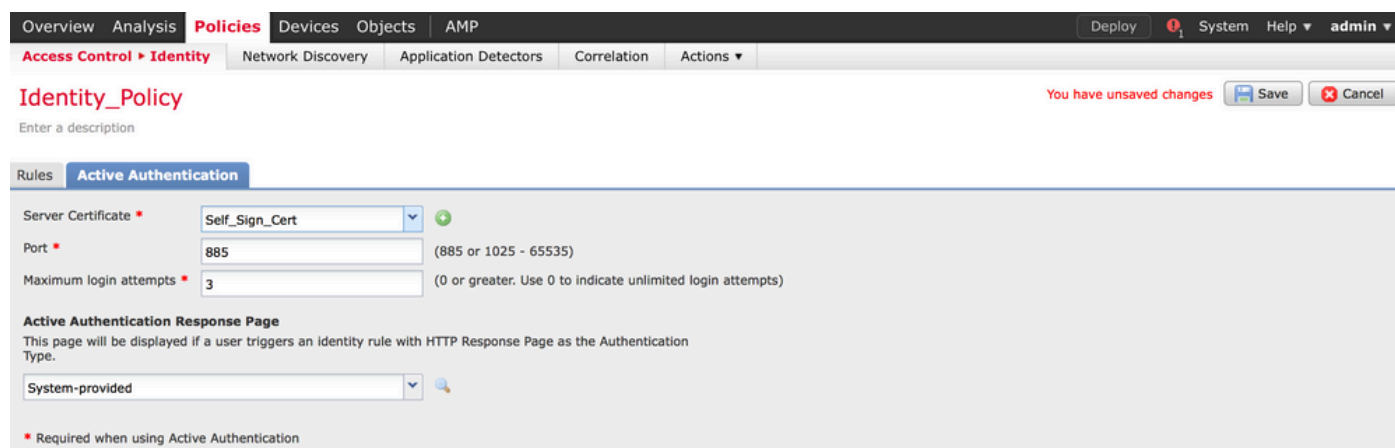 Overview Analysis Policies Devices Objects AMP Deploy 1 System Help ▾ admin ▾
Access Control ▸ Identity Network Discovery Application Detectors Correlation Actions ▾
Identity_Policy
You have unsaved changes Save Cancel
Enter a description
Rules Active Authentication
Server Certificate * Self_Sign_Cert
Port * 885 (885 or 1025 - 65535)
Maximum login attempts * 3 (0 or greater. Use 0 to indicate unlimited login attempts)
Active Authentication Response Page
This page will be displayed if a user triggers an identity rule with HTTP Response Page as the Authentication
Type.
System-provided
* Required when using Active Authentication